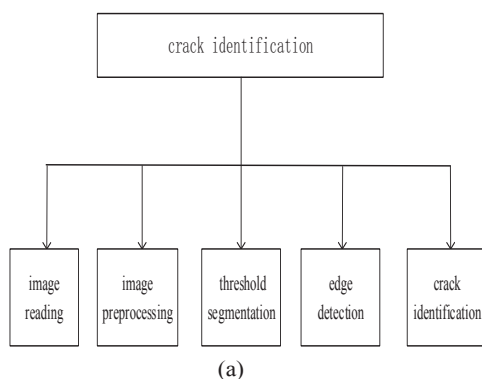 crack identification
image
reading
image
preprocessing
threshold
segmentation
edge
detection
crack
identification
(a)